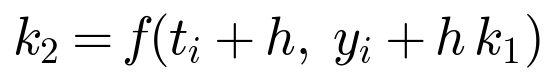 k₂ = f(tᵢ + h, yᵢ + h k₁)